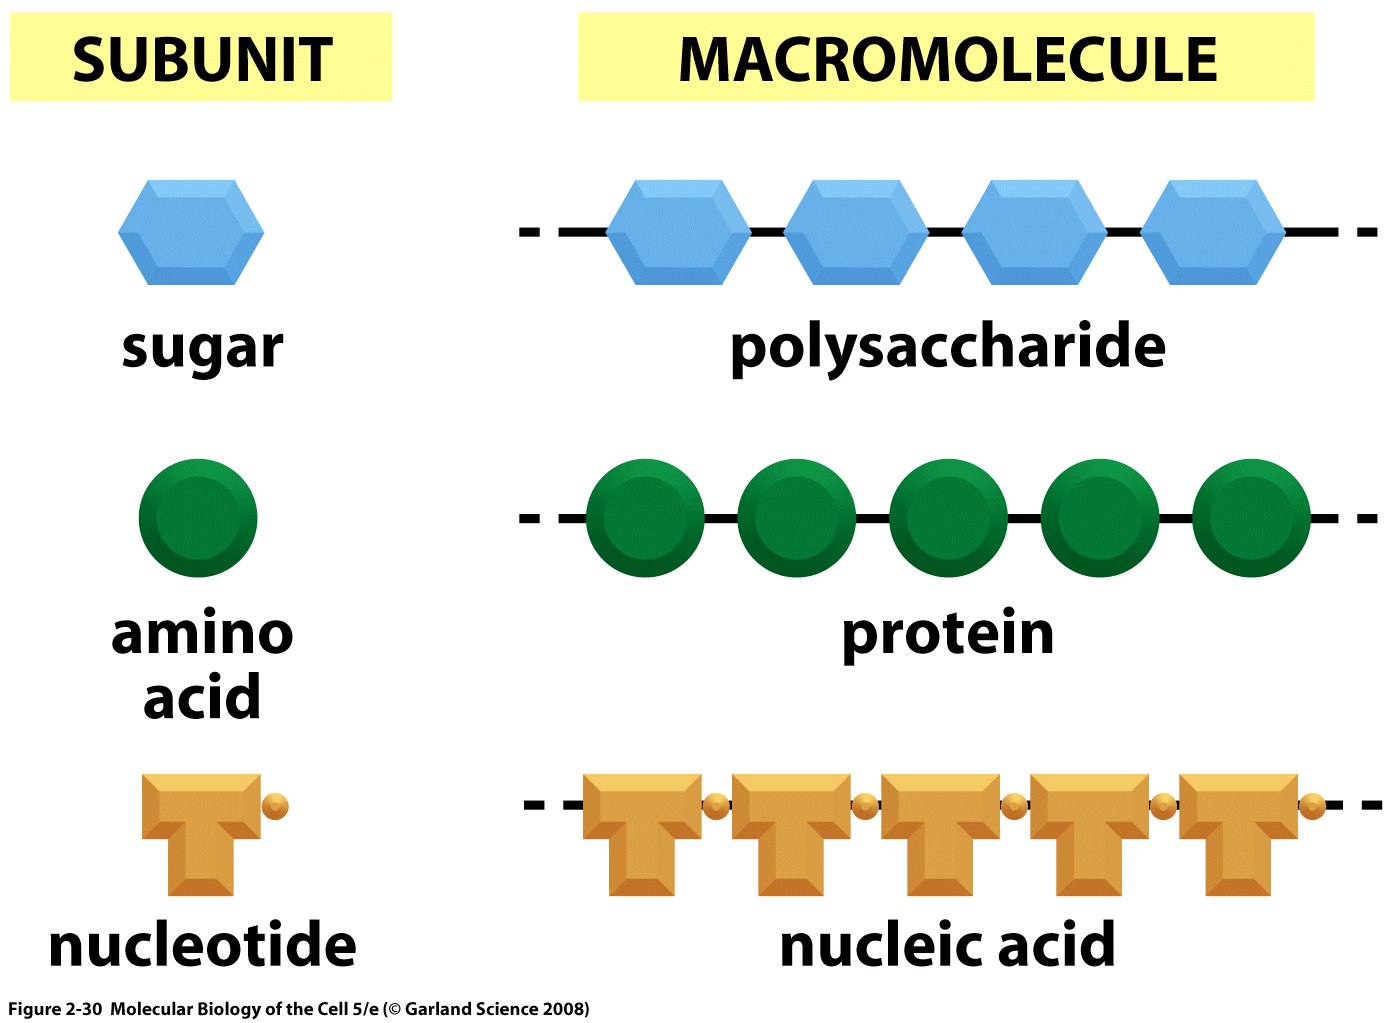 SUBUNIT
MACROMOLECULE
sugar
polysaccharide
amino
acid
protein
nucleotide
nucleic acid
Figure 2-30 Molecular Biology of the Cell 5/e (© Garland Science 2008)